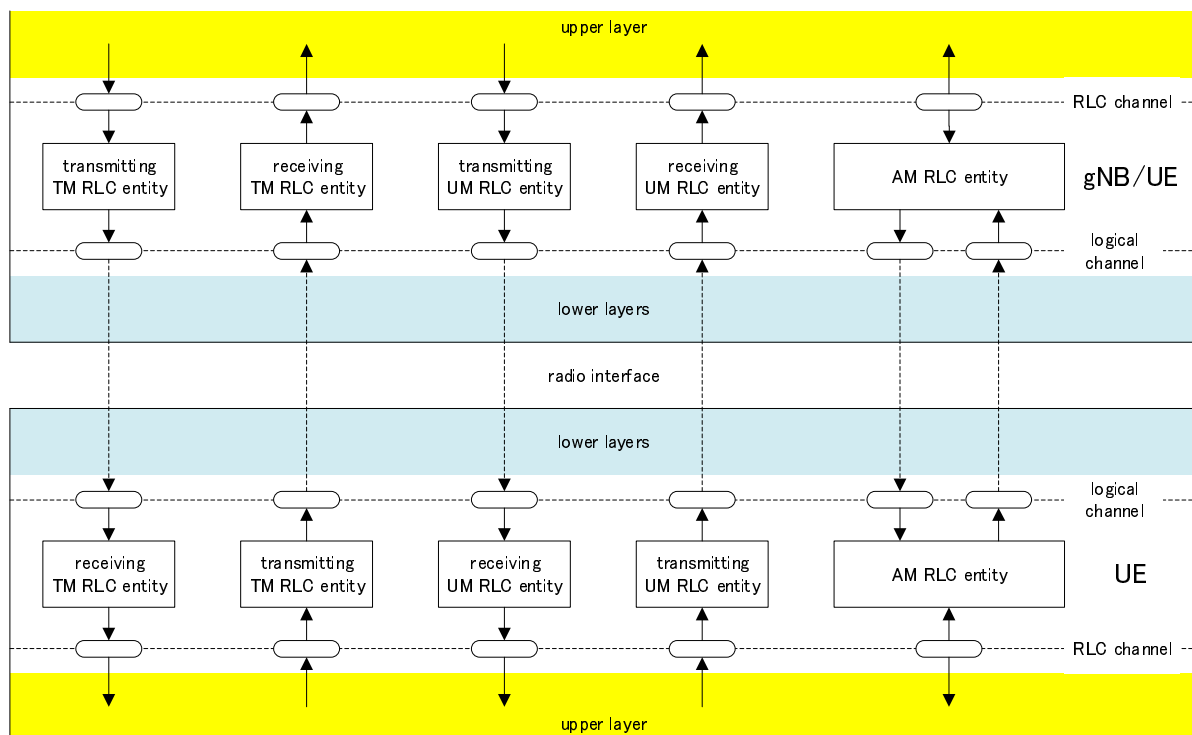 upper layer
RLC channel
transmitting
TM RLC entity
receiving
TM RLC entity
transmitting
UM RLC entity
receiving
UM RLC entity
AM RLC entity
gNB/UE
logical
channel
lower layers
radio interface
lower layers
logical
channel
receiving
TM RLC entity
transmitting
TM RLC entity
receiving
UM RLC entity
transmitting
UM RLC entity
AM RLC entity
UE
RLC channel
upper layer